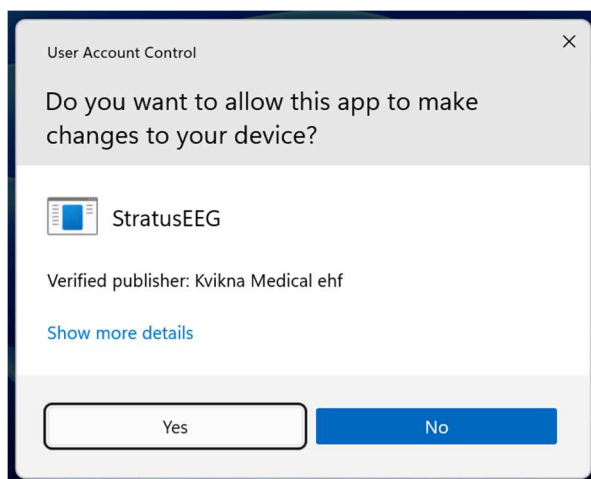 User Account Control
Do you want to allow this app to make
changes to your device?
StratusEEG
Verified publisher: Kvikna Medical ehf
Show more details
Yes
No